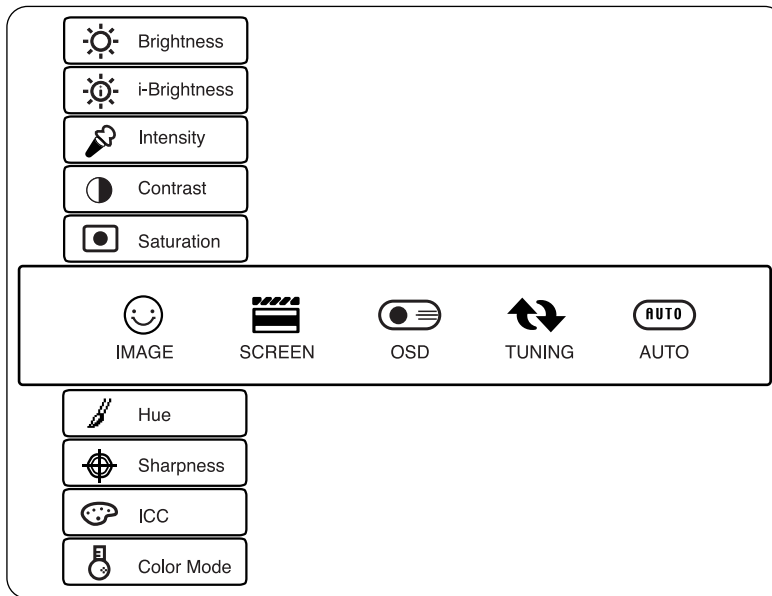 Brightness
i-Brightness
Intensity
Contrast
Saturation
AUTO
IMAGE SCREEN OSD TUNING AUTO
Hue
Sharpness
ICC
Color Mode